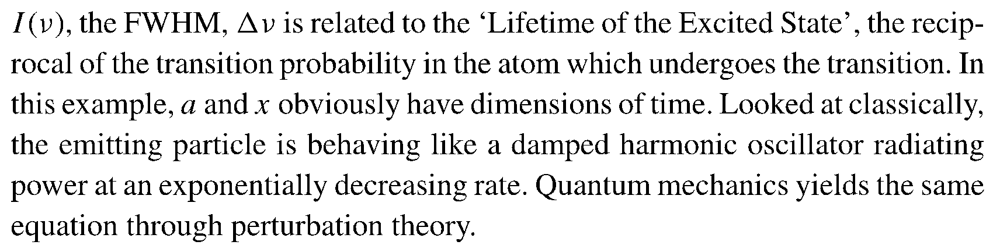 I(ν), the FWHM, Δν is related to the ‘Lifetime of the Excited State’, the recip-
rocal of the transition probability in the atom which undergoes the transition. In
this example, a and x obviously have dimensions of time. Looked at classically,
the emitting particle is behaving like a damped harmonic oscillator radiating
power at an exponentially decreasing rate. Quantum mechanics yields the same
equation through perturbation theory.